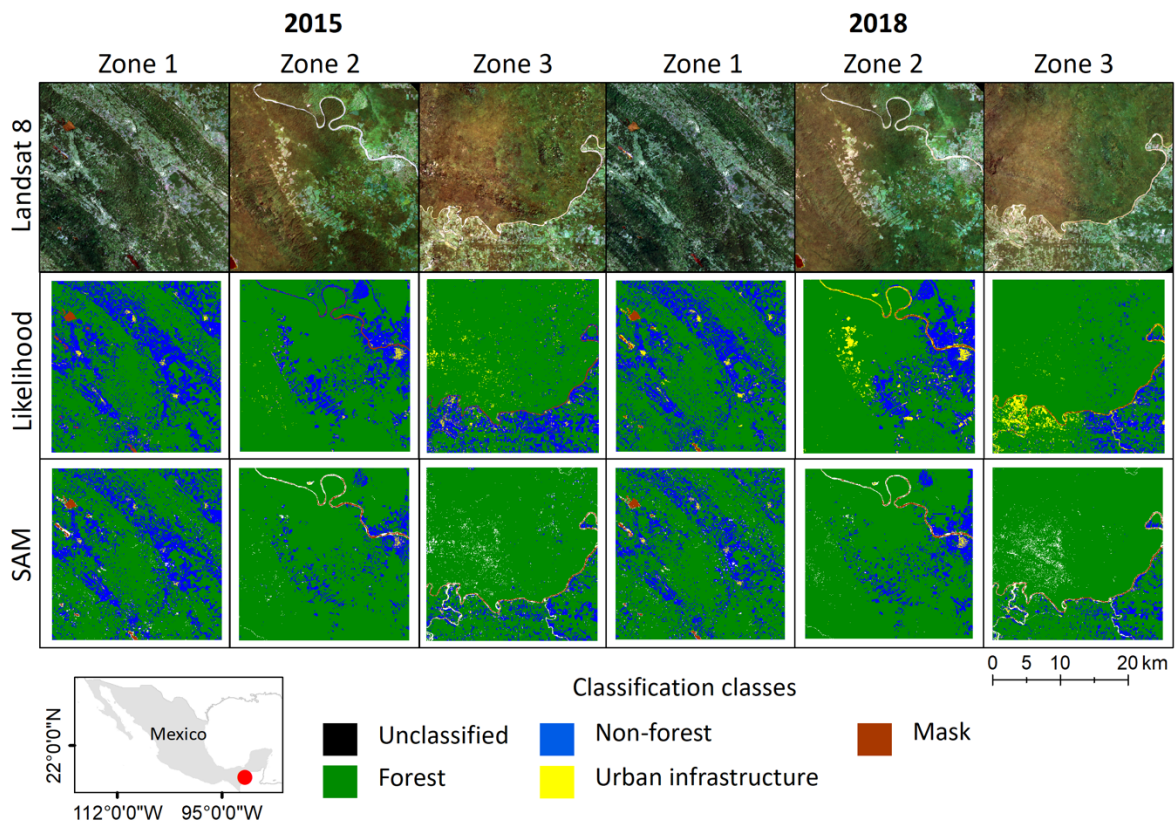 2015 2018
Zone 1 Zone 2 Zone 3 Zone 1 Zone 2 Zone 3
Landsat 8
Likelihood
SAM
0 5 10 20 km
Classification classes
Mexico
22°0'0"N
112°0'0"W 95°0'0"W
Unclassified Non-forest Mask
Forest Urban infrastructure